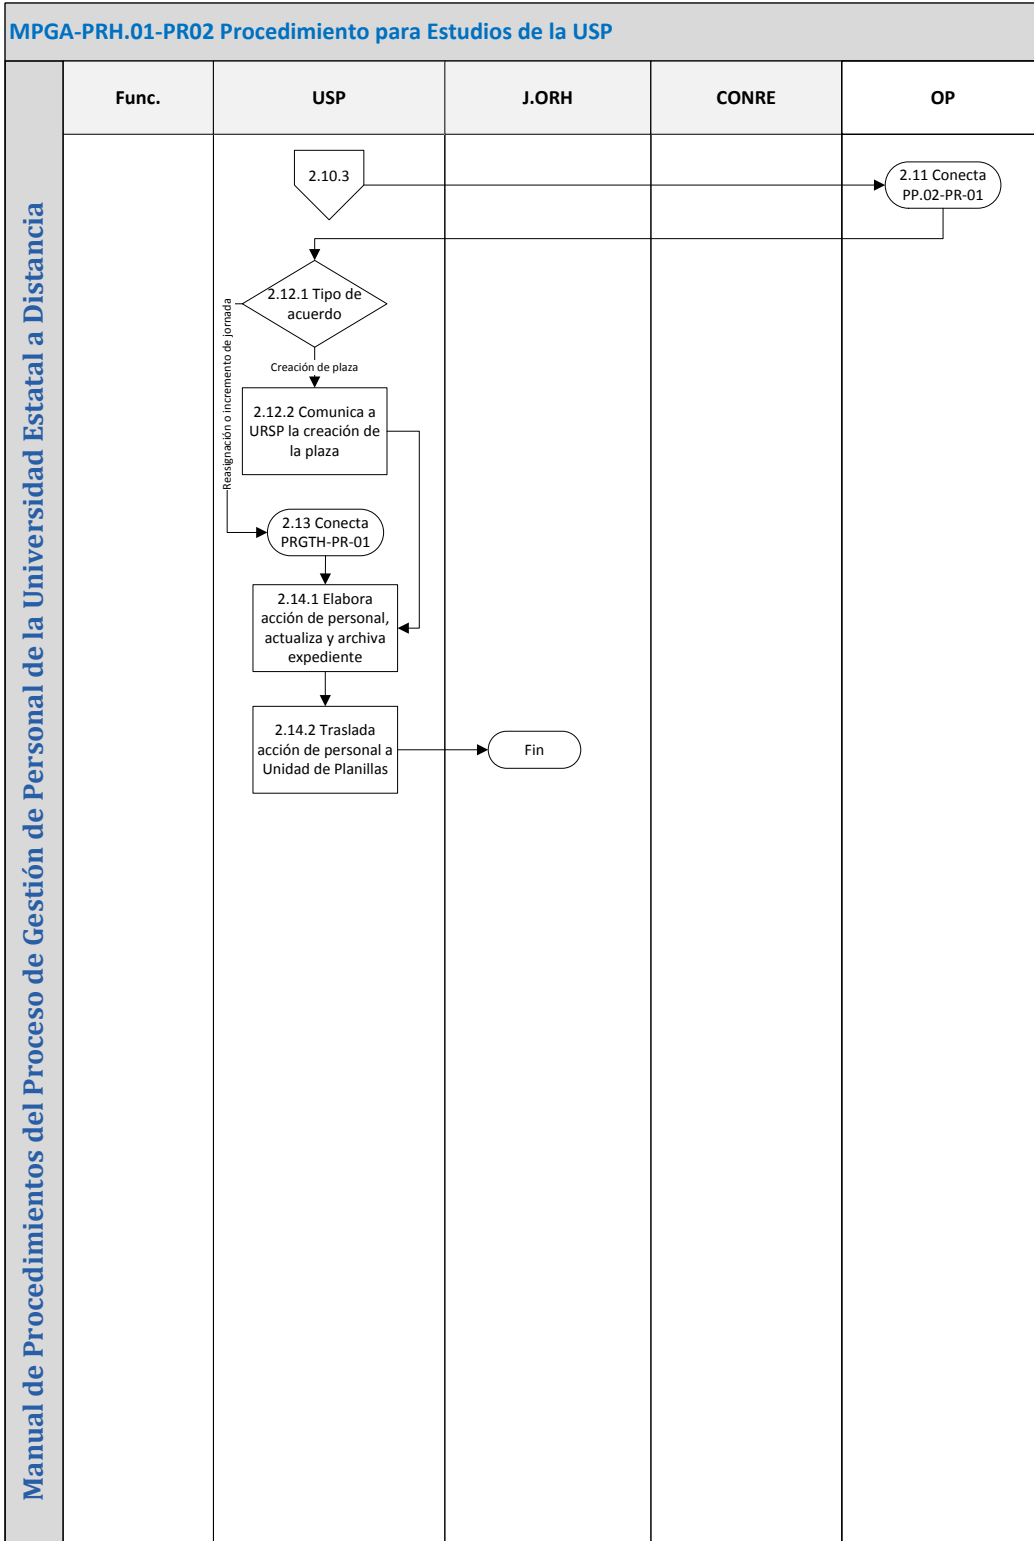 MPGA-PRH.01-PR02 Procedimiento para Estudios de la USP
Manual de Procedimientos del Proceso de Gestión de Personal de la Universidad Estatal a Distancia
Func.
USP
J.ORH
CONRE
OP
2.10.3
2.11 Conecta
PP.02-PR-01
2.12.1 Tipo de
acuerdo
Reasignación o incremento de jornada
Creación de plaza
2.12.2 Comunica a
URSP la creación de
la plaza
2.13 Conecta
PRGTH-PR-01
2.14.1 Elabora
acción de personal,
actualiza y archiva
expediente
2.14.2 Traslada
acción de personal a
Unidad de Planillas
Fin